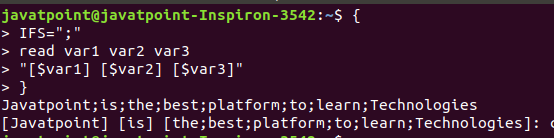 javatpoint@javatpoint-Inspiron-3542:~$ {
> IFS=";"
> read var1 var2 var3
> "[$var1] [$var2] [$var3]"
> }
Javatpoint;is;the;best;platform;to;learn;Technologies
[Javatpoint] [is] [the;best;platform;to;learn;Technologies]: